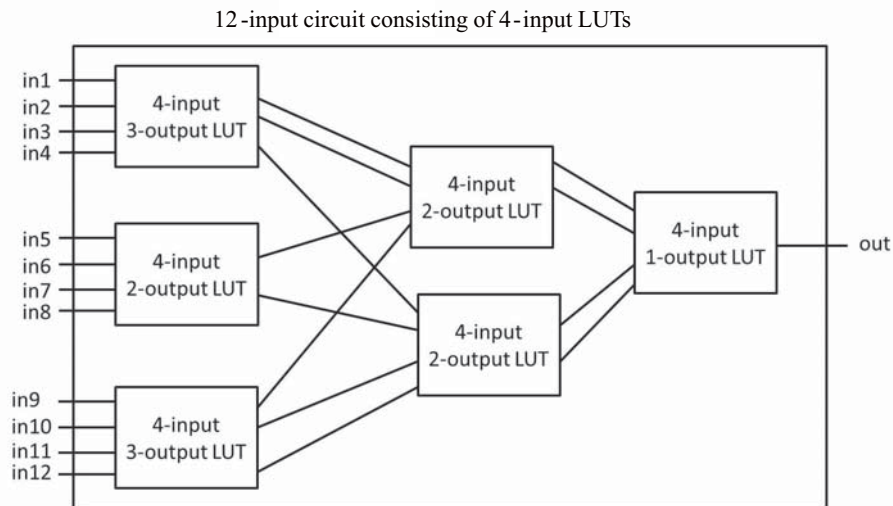 12-input circuit consisting of 4-input LUTs
in1
in2
in3
in4
4-input
3-output LUT
in5
in6
in7
in8
4-input
2-output LUT
in9
in10
in11
in12
4-input
3-output LUT
4-input
2-output LUT
4-input
2-output LUT
4-input
1-output LUT
out